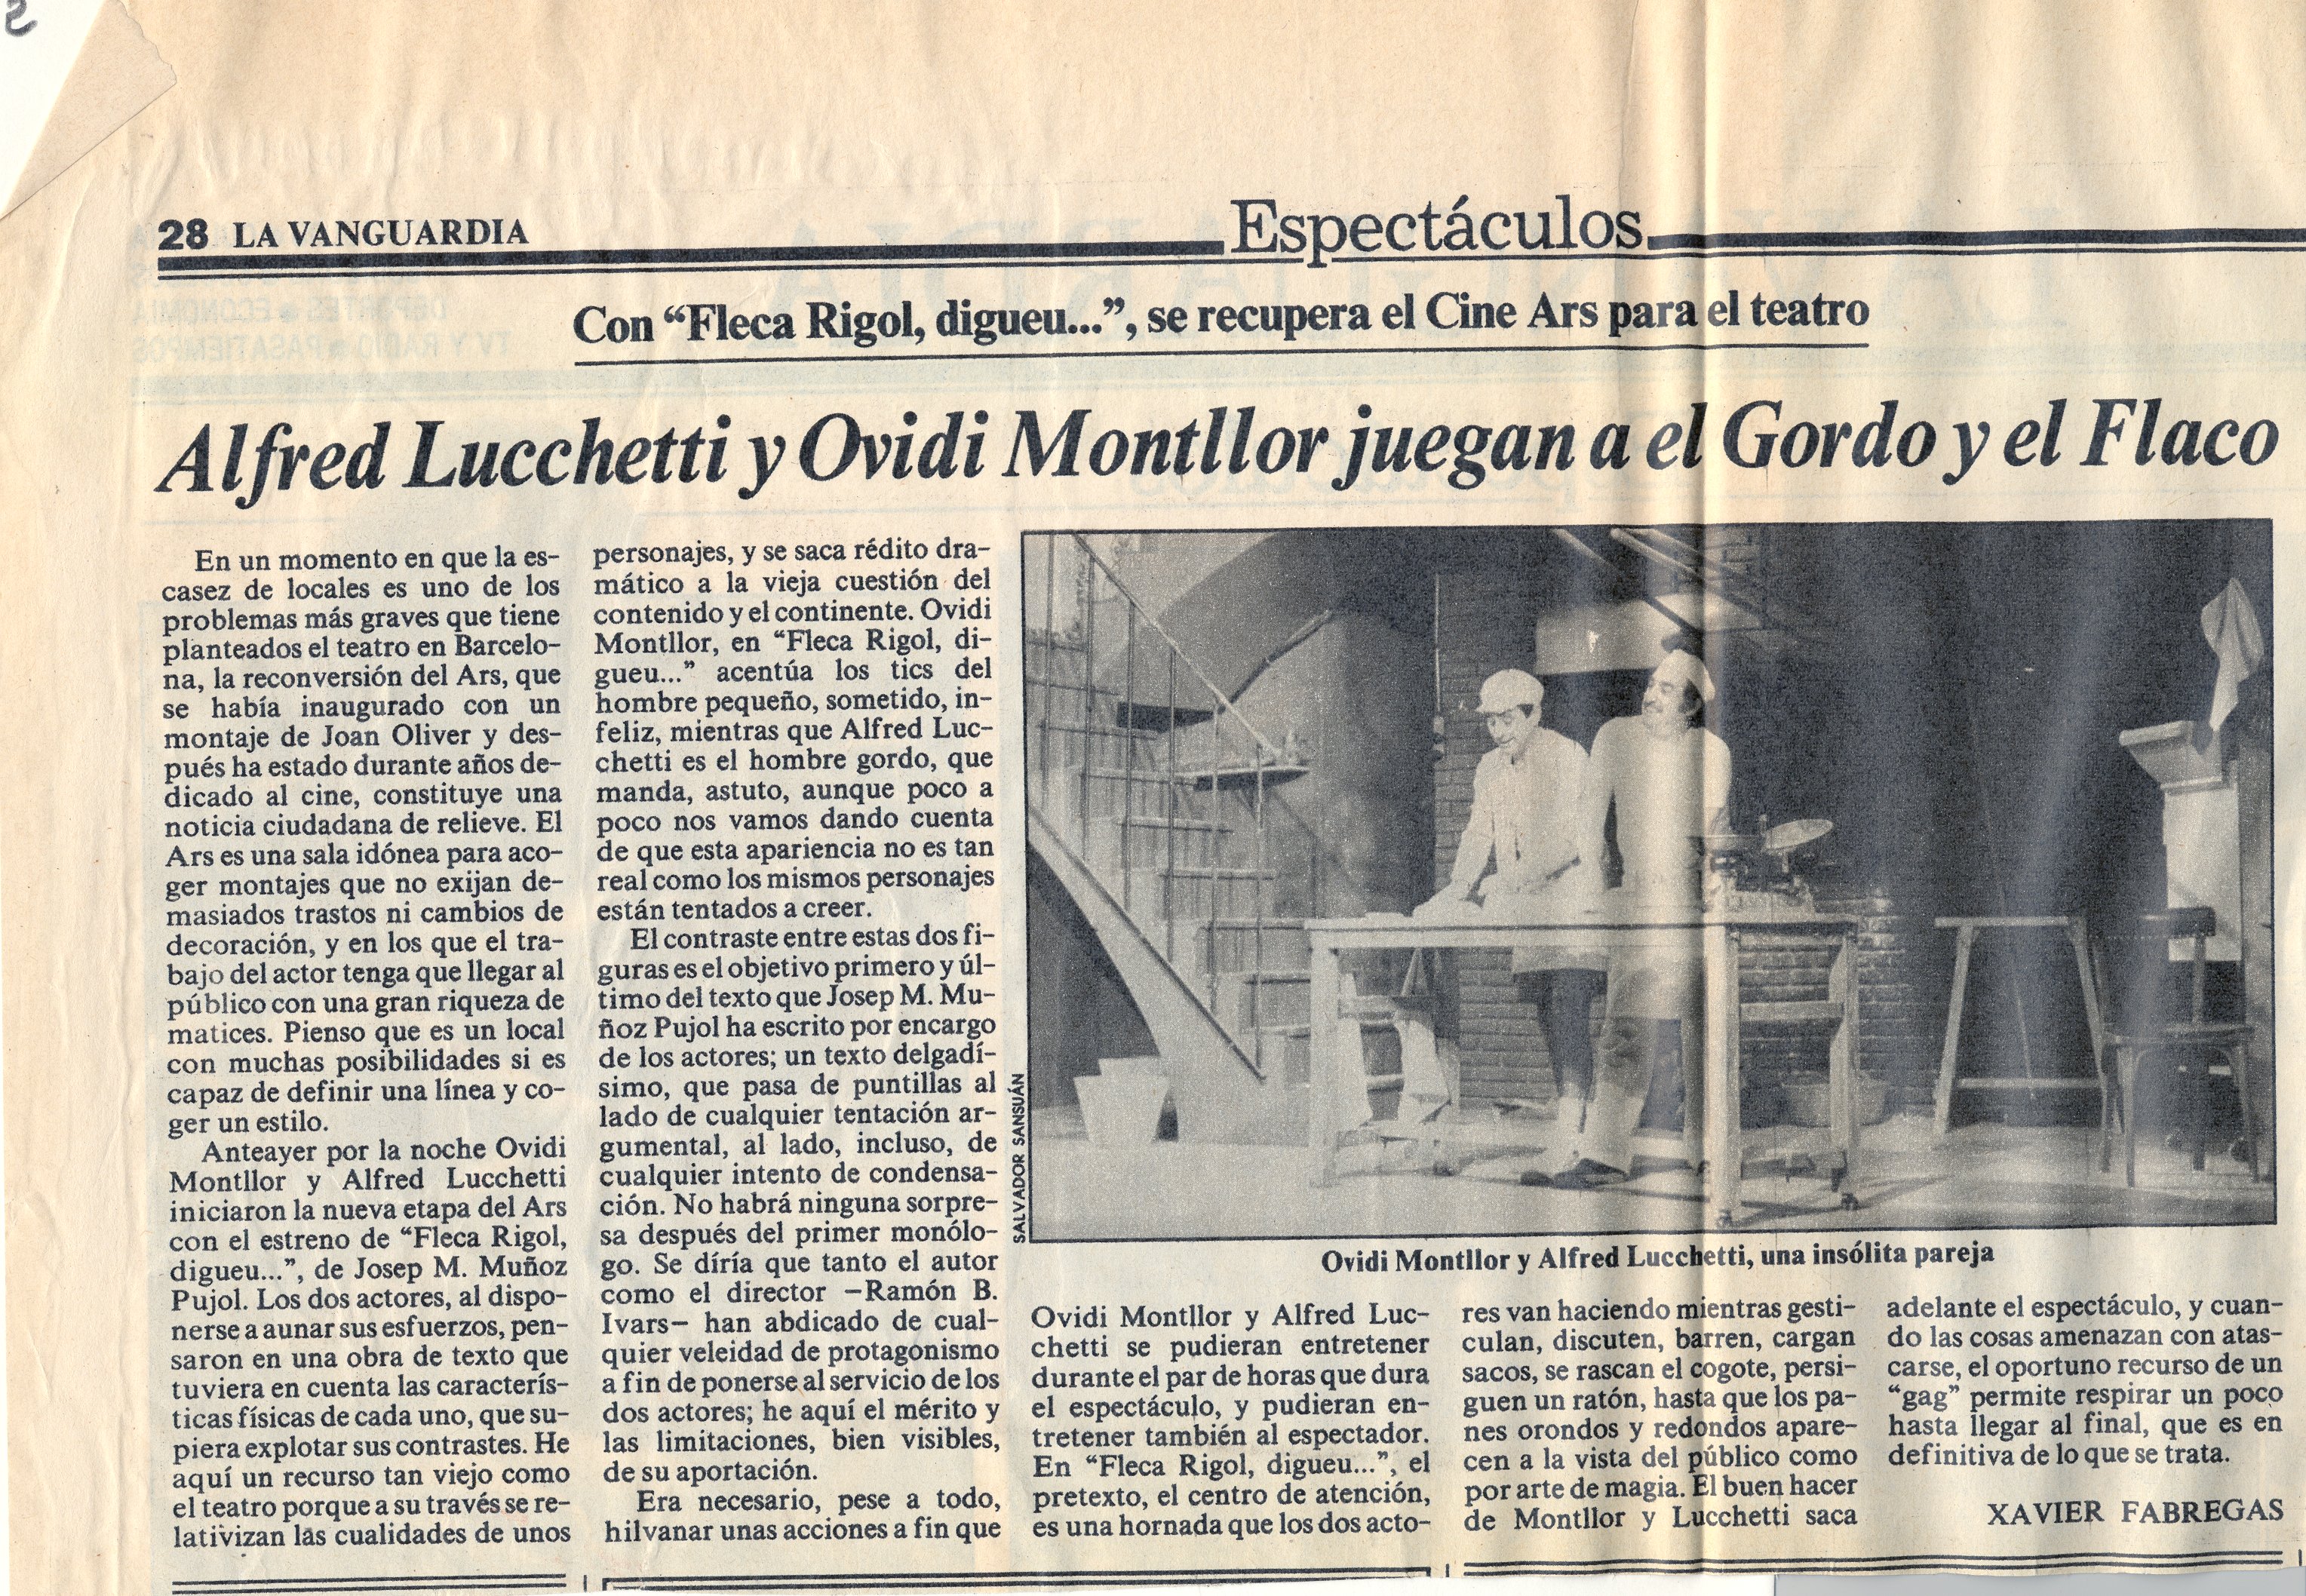 28 LA VANGUARDIA
Espectáculos
Con “Fleca Rigol, digueu...”, se recupera el Cine Ars para el teatro
Alfred Lucchetti y Ovidi Montllor juegan a el Gordo y el Flaco
En un momento en que la es-
casez de locales es uno de los
problemas más graves que tiene
planteados el teatro en Barcelo-
na, la reconversión del Ars, que
se había inaugurado con un
montaje de Joan Oliver y des-
pués ha estado durante años de-
dicado al cine, constituye una
noticia ciudadana de relieve. El
Ars es una sala idónea para aco-
ger montajes que no exijan de-
masiados trastos ni cambios de
decoración, y en los que el tra-
bajo del actor tenga que llegar al
público con una gran riqueza de
matices. Pienso que es un local
con muchas posibilidades si es
capaz de definir una línea y co-
ger un estilo.
Anteayer por la noche Ovidi
Montllor y Alfred Lucchetti
iniciaron la nueva etapa del Ars
con el estreno de “Fleca Rigol,
digueu...”, de Josep M. Muñoz
Pujol. Los dos actores, al dispo-
nerse a aunar sus esfuerzos, pen-
saron en una obra de texto que
tuviera en cuenta las caracterís-
ticas físicas de cada uno, que su-
piera explotar sus contrastes. He
aquí un recurso tan viejo como
el teatro porque a su través se re-
lativizan las cualidades de unos
personajes, y se saca rédito dra-
mático a la vieja cuestión del
contenido y el continente. Ovidi
Montllor, en “Fleca Rigol, di-
gueu...” acentúa los tics del
hombre pequeño, sometido, in-
feliz, mientras que Alfred Luc-
chetti es el hombre gordo, que
manda, astuto, aunque poco a
poco nos vamos dando cuenta
de que esta apariencia no es tan
real como los mismos personajes
están tentados a creer.
El contraste entre estas dos fi-
guras es el objetivo primero y úl-
timo del texto que Josep M. Mu-
ñoz Pujol ha escrito por encargo
de los actores; un texto delgadí-
simo, que pasa de puntillas al
lado de cualquier tentación ar-
gumental, al lado, incluso, de
cualquier intento de condensa-
ción. No habrá ninguna sorpre-
sa después del primer monólo-
go. Se díría que tanto el autor
como el director —Ramón B.
Ivars— han abdicado de cual-
quier veleidad de protagonismo
a fin de ponerse al servicio de los
dos actores; he aquí el mérito y
las limitaciones, bien visibles,
de su aportación.
Era necesario, pese a todo,
hilvanar unas acciones a fin que
SALVADOR SANSUÁN
Ovidi Montllor y Alfred Lucchetti, una insólita pareja
Ovidi Montllor y Alfred Luc-
chetti se pudieran entretener
durante el par de horas que dura
el espectáculo, y pudieran en-
tretener también al espectador.
En “Fleca Rigol, digueu...”, el
pretexto, el centro de atención,
es una hornada que los dos acto-
res van haciendo mientras gesti-
culan, discuten, barren, cargan
sacos, se rascan el cogote, persi-
guen un ratón, hasta que los pa-
nes orondos y redondos apare-
cen a la vista del público como
por arte de magia. El buen hacer
de Montllor y Lucchetti saca
adelante el espectáculo, y cuan-
do las cosas amenazan con atas-
carse, el oportuno recurso de un
“gag” permite respirar un poco
hasta llegar al final, que es en
definitiva de lo que se trata.
XAVIER FABREGAS